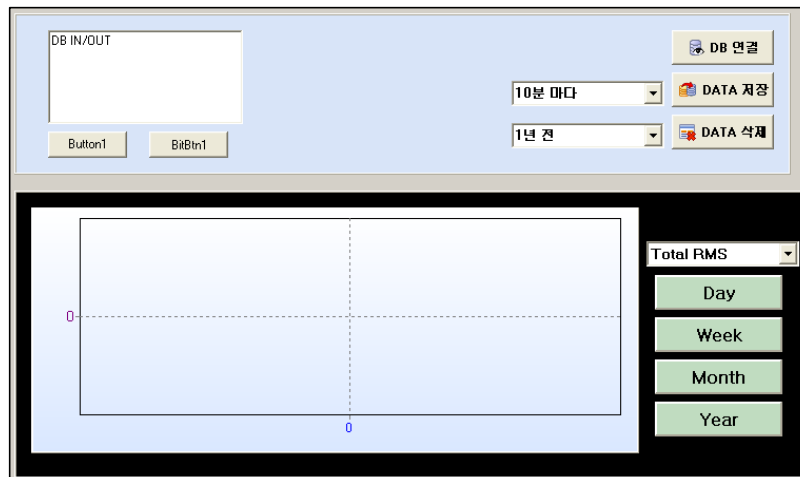 DB IN/OUT
DB 연결
10분 마다
DATA 저장
1년 전
DATA 삭제
Button1
BitBtn1
Total RMS
Day
Week
Month
Year
0
0